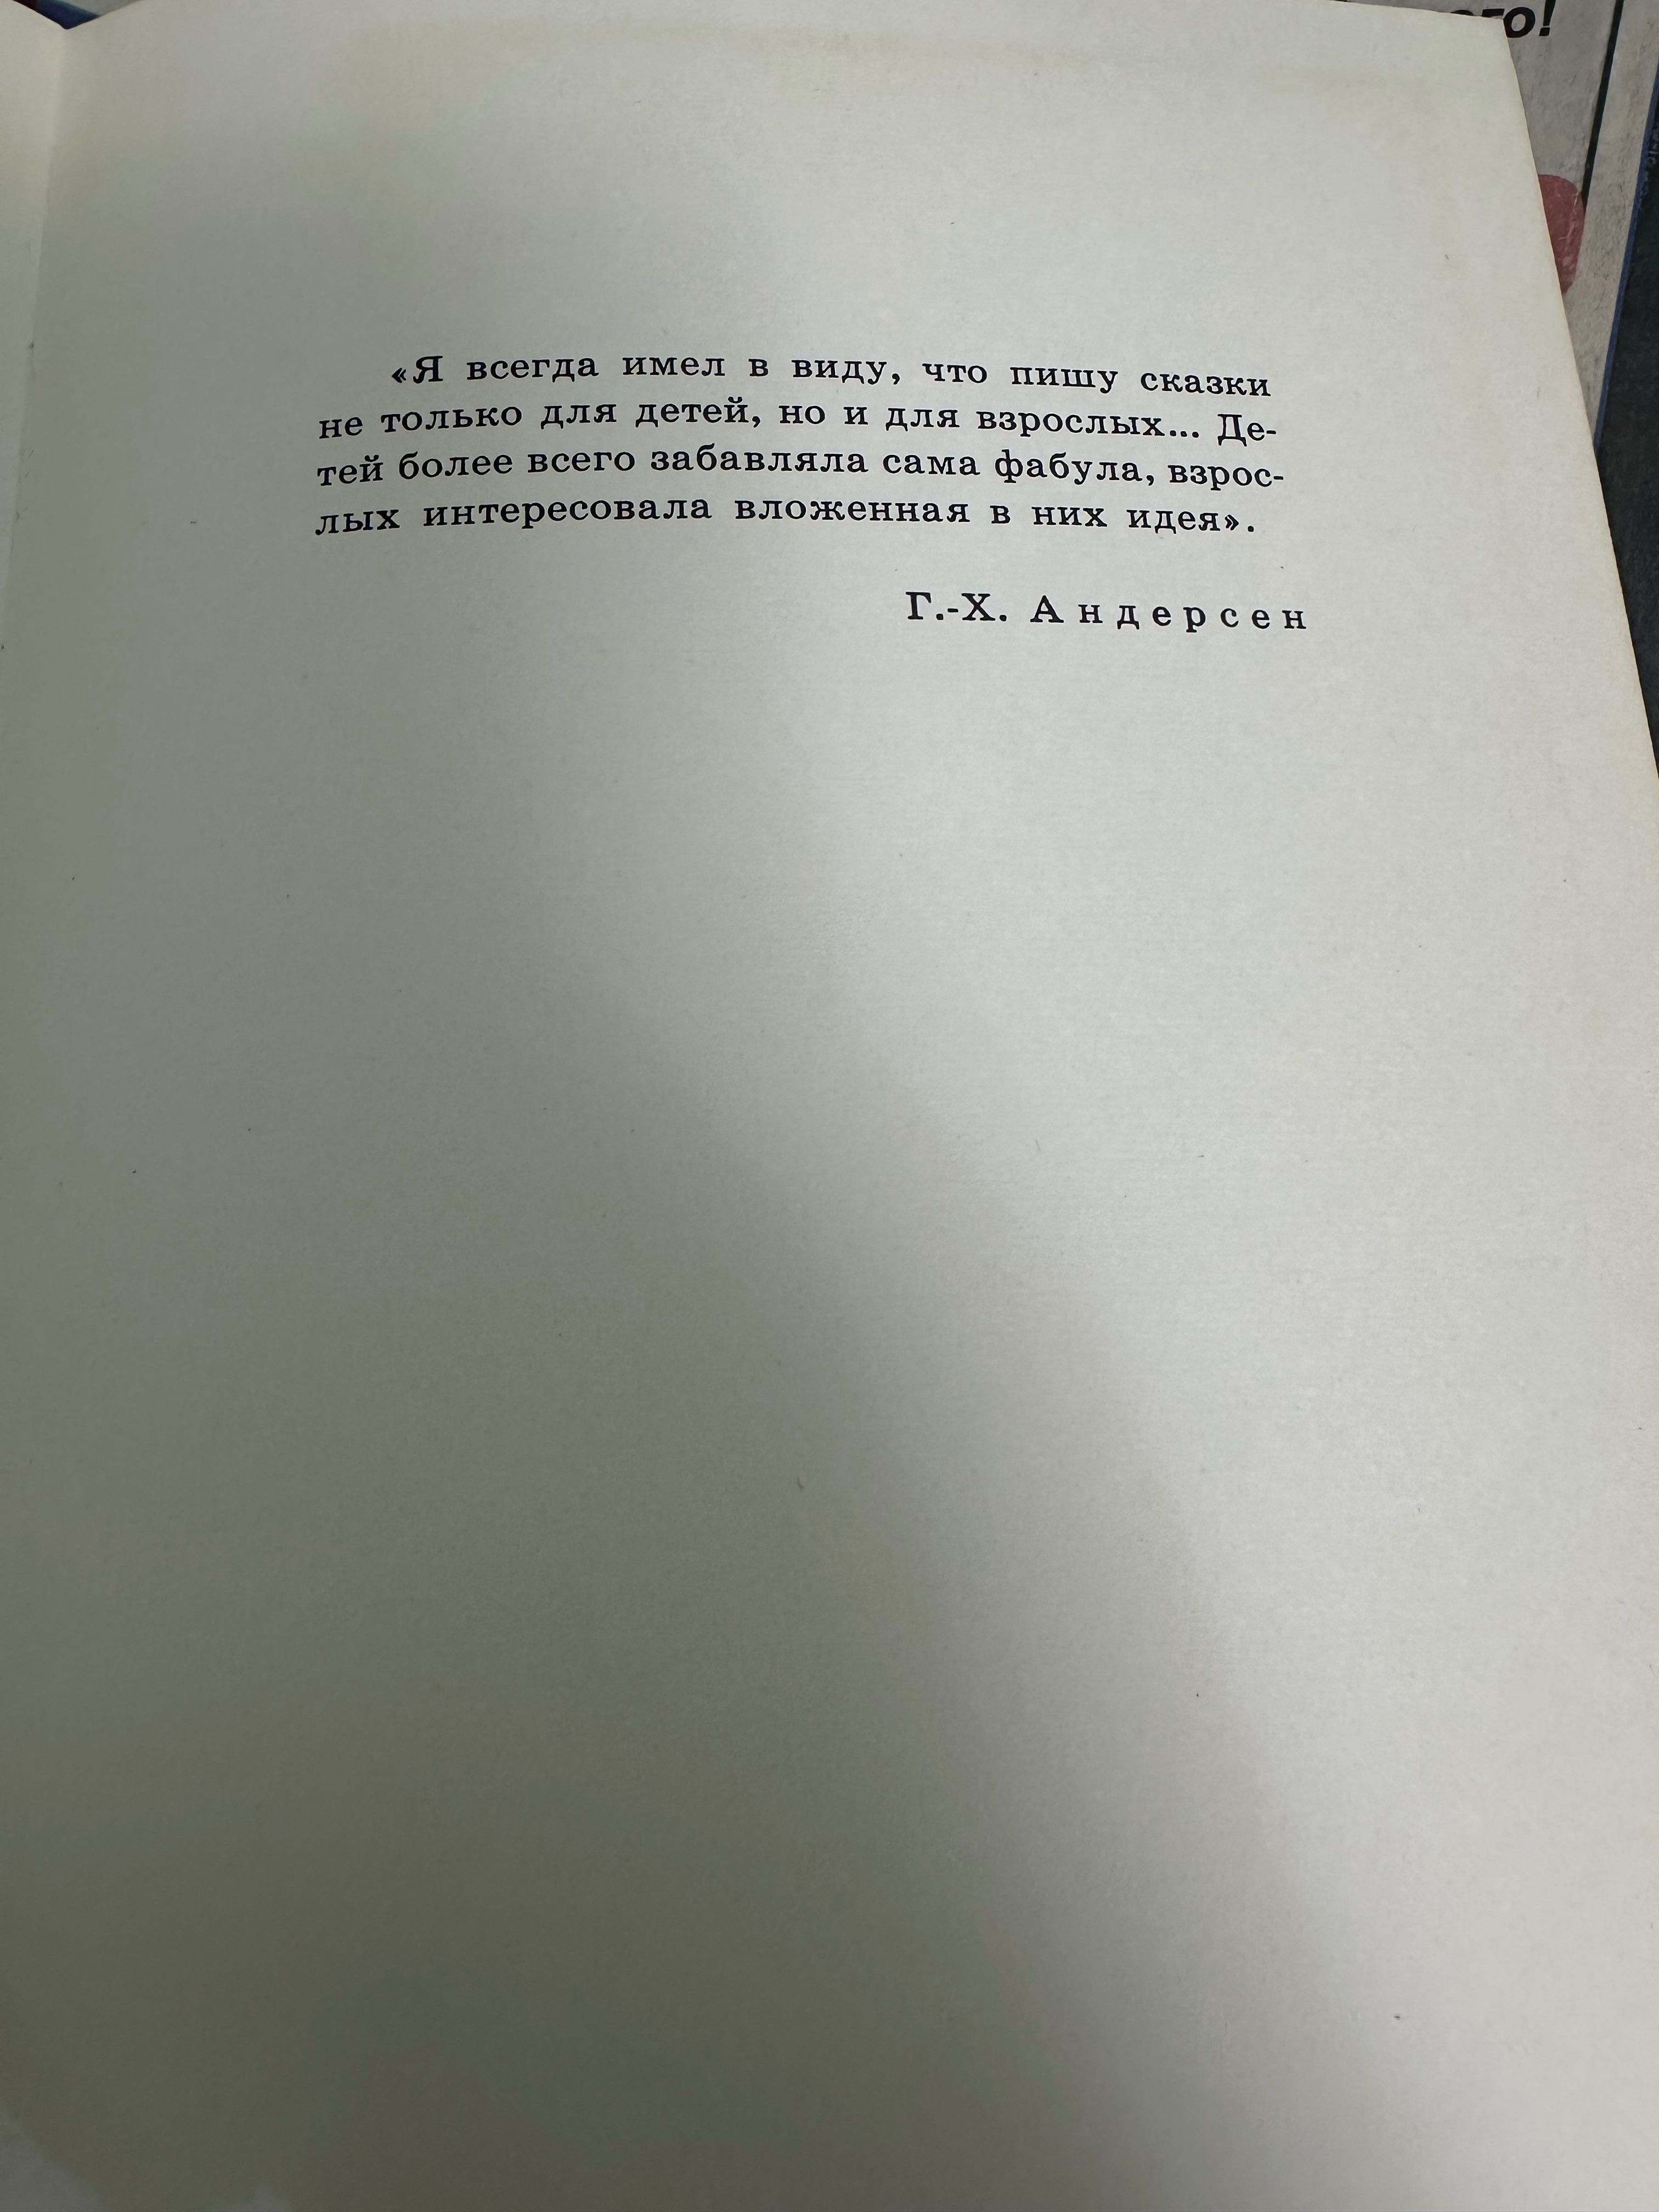 «Я всегда имел в виду, что пишу сказки
не только для детей, но и для взрослых... Де-
тей более всего забавляла сама фабула, взрос-
лых интересовала вложенная в них идея».
Г.-Х. Андерсен